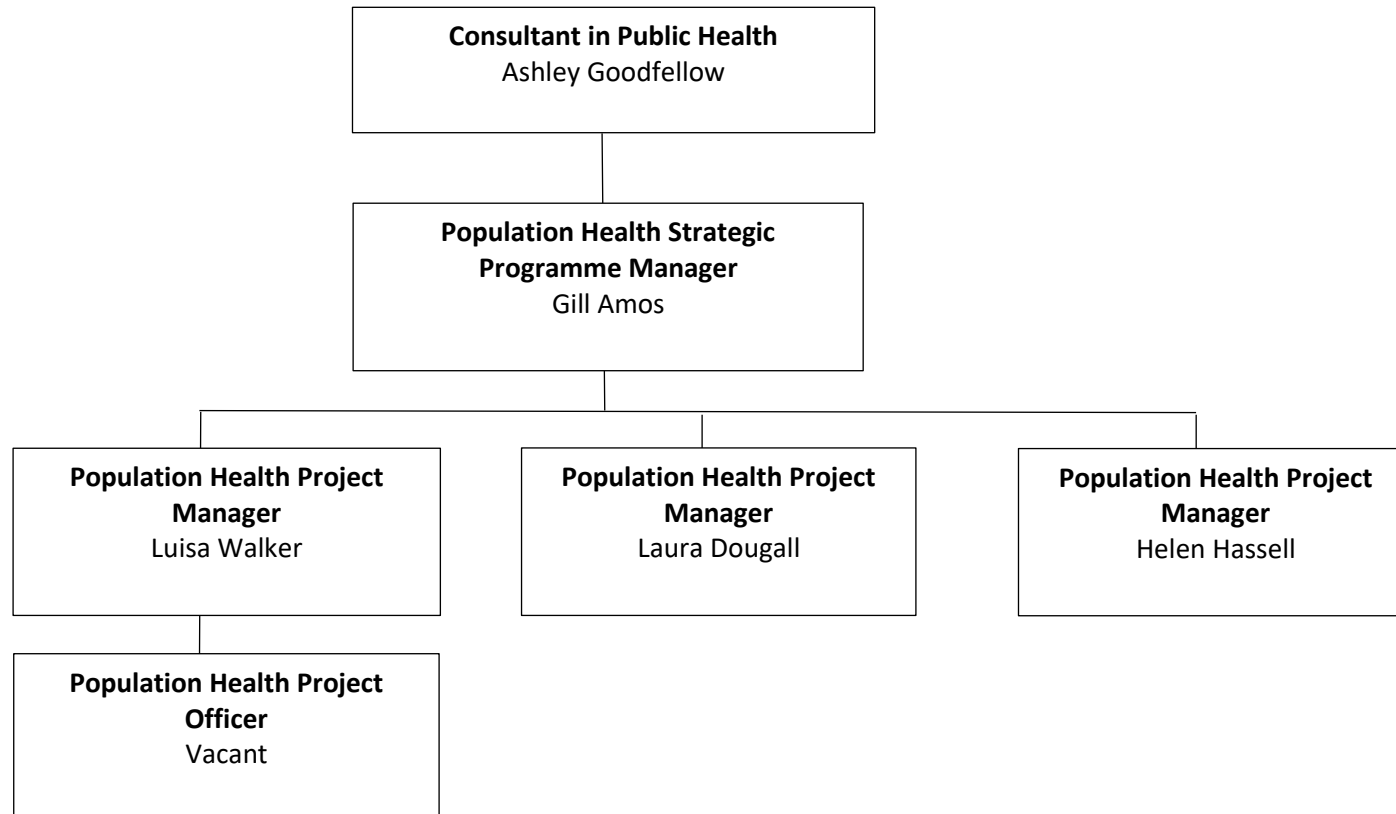 Consultant in Public Health
Ashley Goodfellow
Population Health Strategic
Programme Manager
Gill Amos
Population Health Project
Manager
Luisa Walker
Population Health Project
Manager
Laura Dougall
Population Health Project
Manager
Helen Hassell
Population Health Project
Officer
Vacant